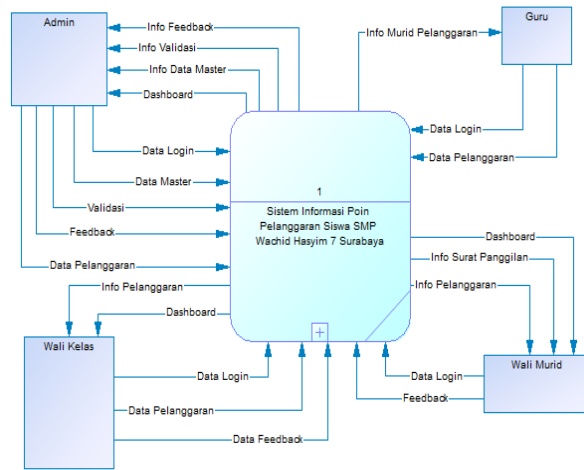 Admin
Guru
Info Feedback
Info Murid Pelanggaran
Info Validasi
Info Data Master
Dashboard
Data Login
Data Login
Data Pelanggaran
Data Master
1
Validasi
Sistem Informasi Poin
Pelanggaran Siswa SMP
Wachid Hasyim 7 Surabaya
Feedback
Dashboard
Info Surat Panggilan
Data Pelanggaran
Info Pelanggaran
Info Pelanggaran
Dashboard
Wali Kelas
Wali Murid
Data Login
Data Login
Feedback
Data Pelanggaran
Data Feedback